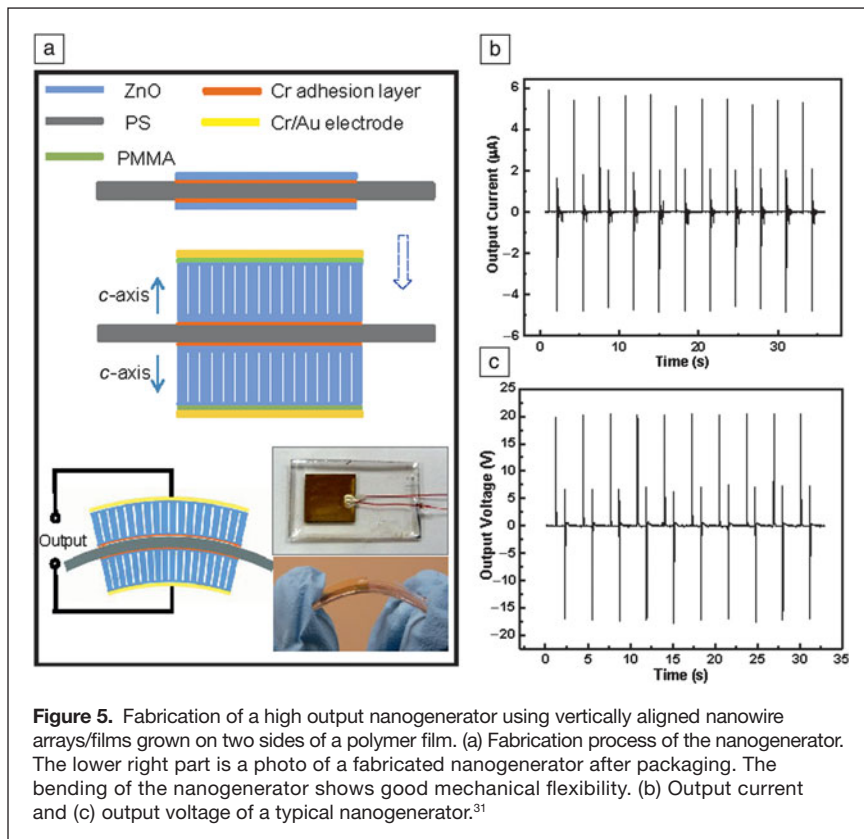 a
ZnO
Cr adhesion layer
PS
Cr/Au electrode
PMMA
c-axis
c-axis
Output
b
6
4
2
0
−2
−4
−6
Output Current (µA)
0
10
20
30
Time (s)
c
25
20
15
10
5
0
−5
−10
−15
−20
Output Voltage (V)
0
5
10
15
20
25
30
35
Time (s)
Figure 5. Fabrication of a high output nanogenerator using vertically aligned nanowire
arrays/films grown on two sides of a polymer film. (a) Fabrication process of the nanogenerator.
The lower right part is a photo of a fabricated nanogenerator after packaging. The
bending of the nanogenerator shows good mechanical flexibility. (b) Output current
and (c) output voltage of a typical nanogenerator.31